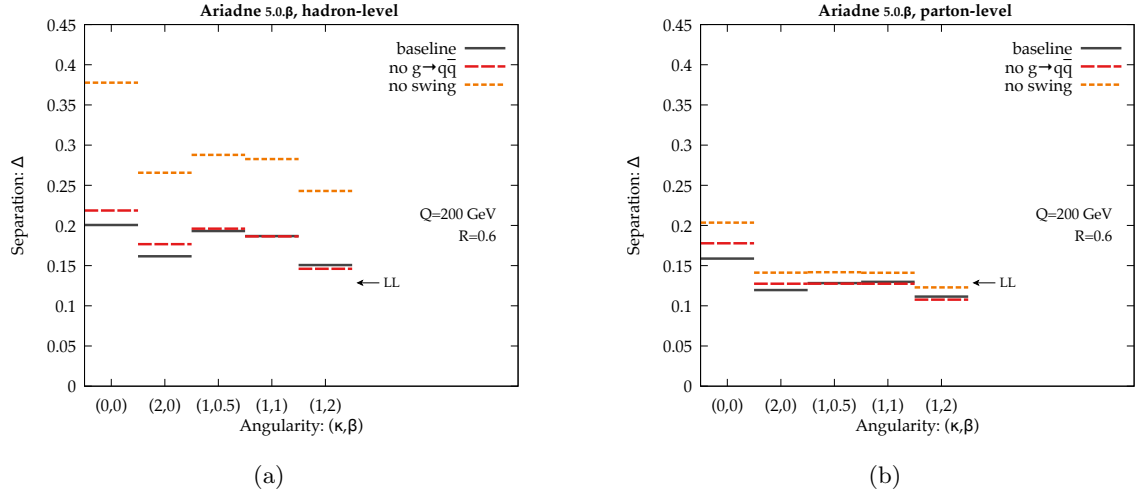 Ariadne 5.0.β, hadron-level
0.45
0.4
0.35
0.3
0.25
0.2
0.15
0.1
0.05
0
Separation: Δ
baseline
no g→qq̅
no swing
Q=200 GeV
R=0.6
LL
(0,0) (2,0) (1,0.5) (1,1) (1,2)
Angularity: (κ,β)
(a)
Ariadne 5.0.β, parton-level
0.45
0.4
0.35
0.3
0.25
0.2
0.15
0.1
0.05
0
Separation: Δ
baseline
no g→qq̅
no swing
Q=200 GeV
R=0.6
LL
(0,0) (2,0) (1,0.5) (1,1) (1,2)
Angularity: (κ,β)
(b)